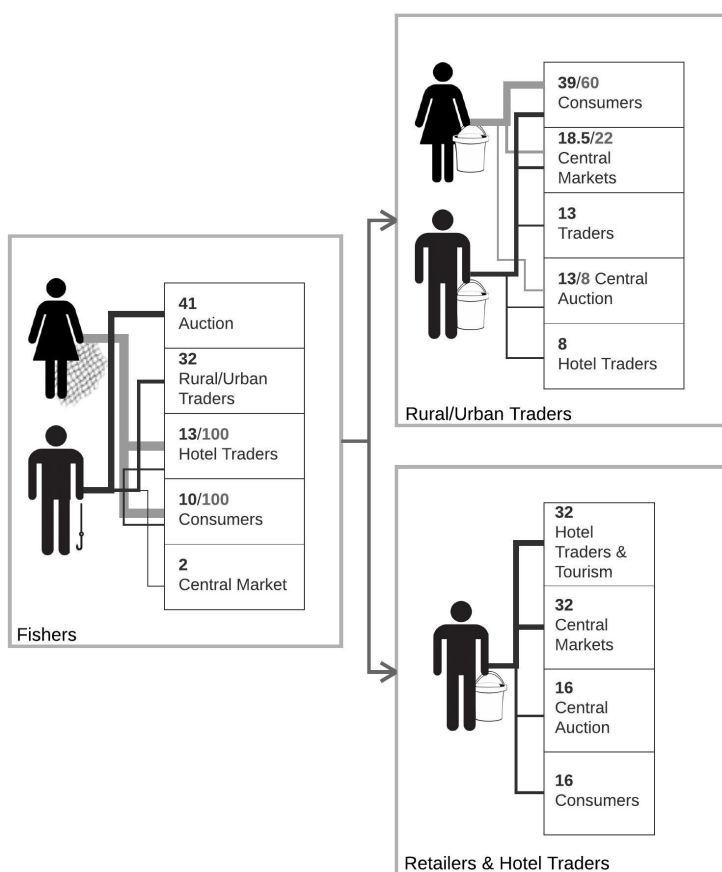 41
Auction
32
Rural/Urban
Traders
13/100
Hotel Traders
10/100
Consumers
2
Central Market
Fishers
39/60
Consumers
18.5/22
Central
Markets
13
Traders
13/8 Central
Auction
8
Hotel Traders
Rural/Urban Traders
32
Hotel
Traders &
Tourism
32
Central
Markets
16
Central
Auction
16
Consumers
Retailers & Hotel Traders